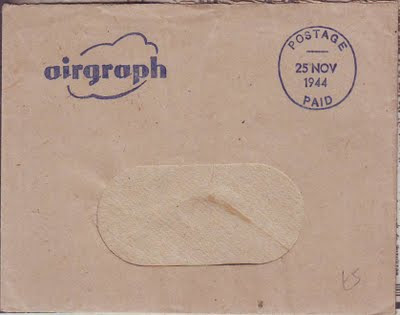 airgraph
POSTAGE
25 NOV
1944
PAID